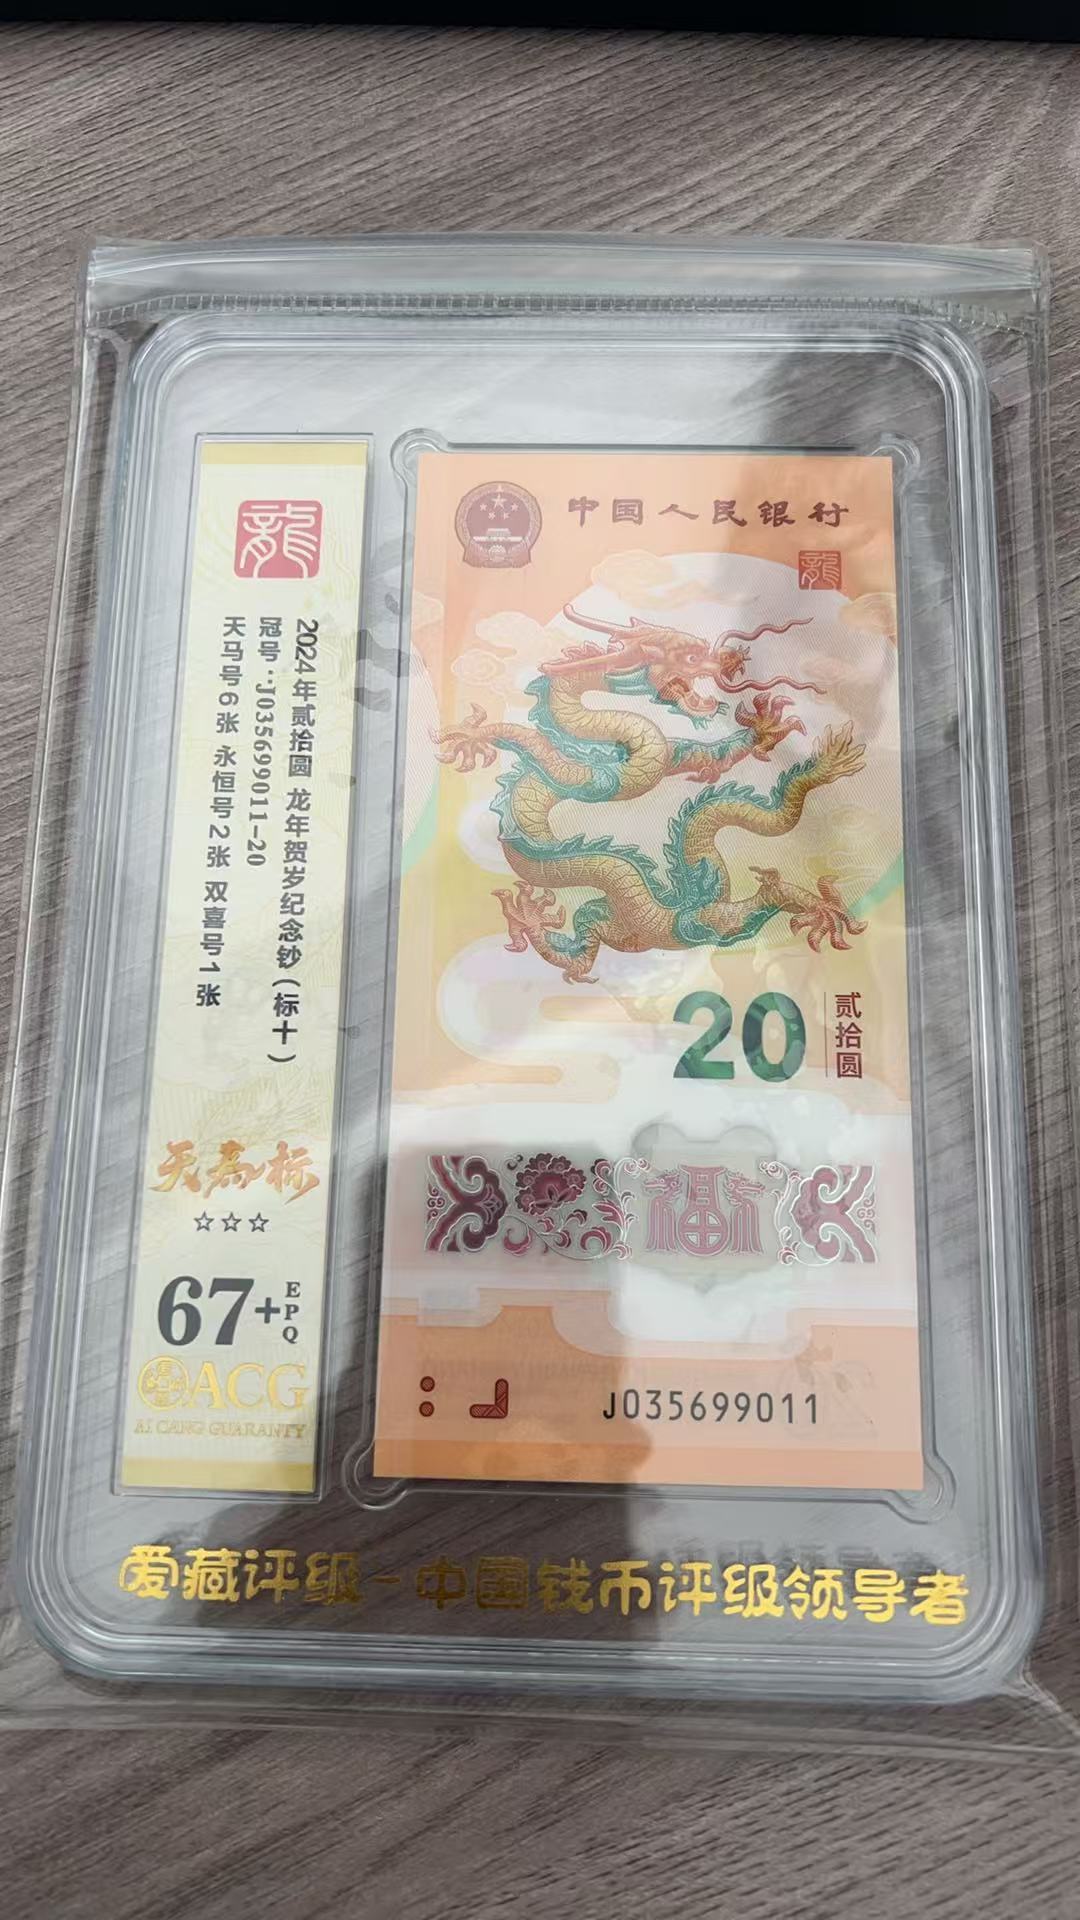 龍
2024年贰拾圆 龙年贺岁纪念钞（标十）
冠号：J035699011-20
天马号6张 永恒号2张 双喜号1张
天马标
☆☆☆
67+EPQ
ACG
AI CANG GUARANTY
中国人民银行
龍
20
贰拾圆
福
J035699011
爱藏评级-中国钱币评级领导者